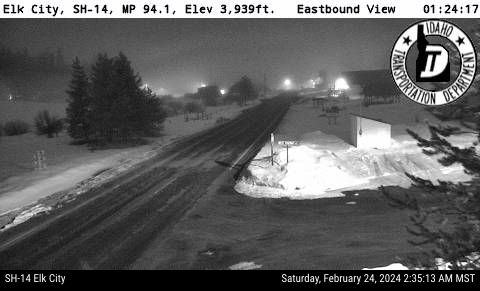 Elk City, SH-14, MP 94.1, Elev 3,939ft. Eastbound View 01:24:17
IDAHO
TRANSPORTATION DEPARTMENT
SH-14 Elk City Saturday, February 24, 2024 2:35:13 AM MST